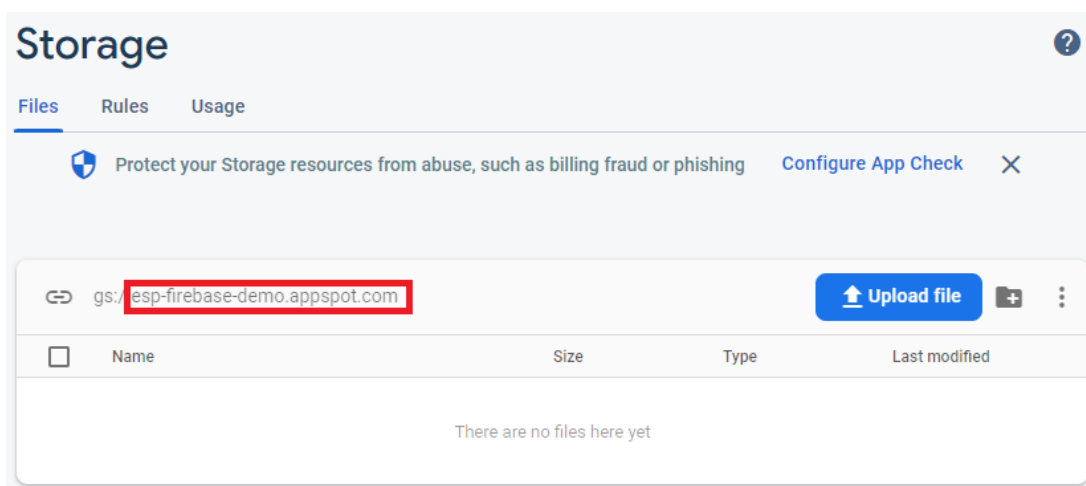 Storage
?
Files Rules Usage
Protect your Storage resources from abuse, such as billing fraud or phishing Configure App Check
gs:/ esp-firebase-demo.appspot.com Upload file
Name Size Type Last modified
There are no files here yet